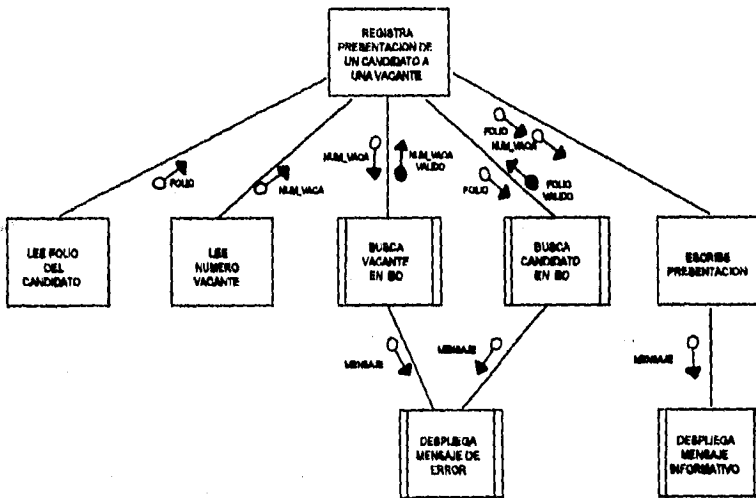 REGISTRA
PRESENTACION DE
UN CANDIDATO A
UNA VACANTE
FOLIO
NUM_VACA
NUM_VACA
NUM_VACA
VALIDO
FOLIO
FOLIO
VALIDO
FOLIO
NUM_VACA
LEE FOLIO
DEL
CANDIDATO
LEE
NUMERO
VACANTE
BUSCA
VACANTE
EN BD
BUSCA
CANDIDATO
EN BD
ESCRIBE
PRESENTACION
MENSAJE
MENSAJE
MENSAJE
DESPLIEGA
MENSAJE DE
ERROR
DESPLIEGA
MENSAJE
INFORMATIVO